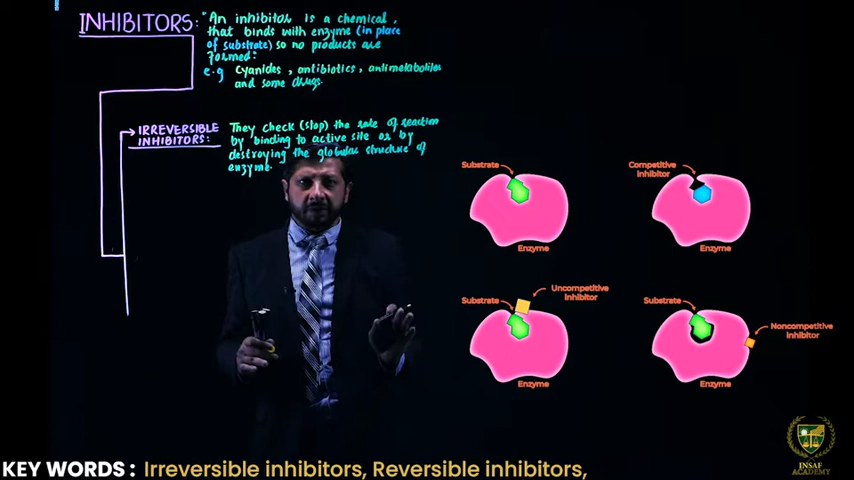 INHIBITORS: "An inhibitor is a chemical,
that binds with enzyme (in place
of substrate) so no products are
formed:
e.g Cyanides, antibiotics, antimetabolites
and some drugs.
IRREVERSIBLE
INHIBITORS:
They check (stop) the rate of reaction
by binding to active site or by
destroying the globular structure of
enzyme.
Substrate
Enzyme
Competitive
inhibitor
Enzyme
Substrate
Uncompetitive
inhibitor
Enzyme
Substrate
Noncompetitive
inhibitor
Enzyme
INSAF
ACADEMY
KEY WORDS : Irreversible inhibitors, Reversible inhibitors,